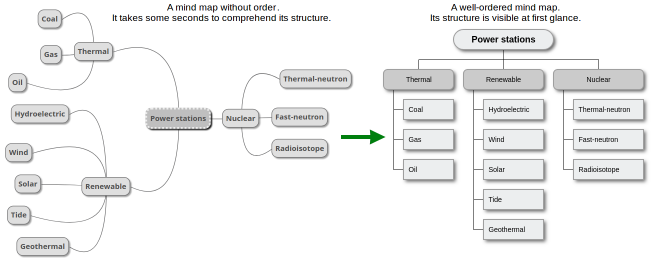 A mind map without order.
It takes some seconds to comprehend its structure.
Coal
Gas
Thermal
Oil
Hydroelectric
Wind
Solar
Renewable
Tide
Geothermal
Power stations
Nuclear
Thermal-neutron
Fast-neutron
Radioisotope
A well-ordered mind map.
Its structure is visible at first glance.
Power stations
Thermal
Renewable
Nuclear
Coal
Hydroelectric
Thermal-neutron
Gas
Wind
Fast-neutron
Oil
Solar
Radioisotope
Tide
Geothermal